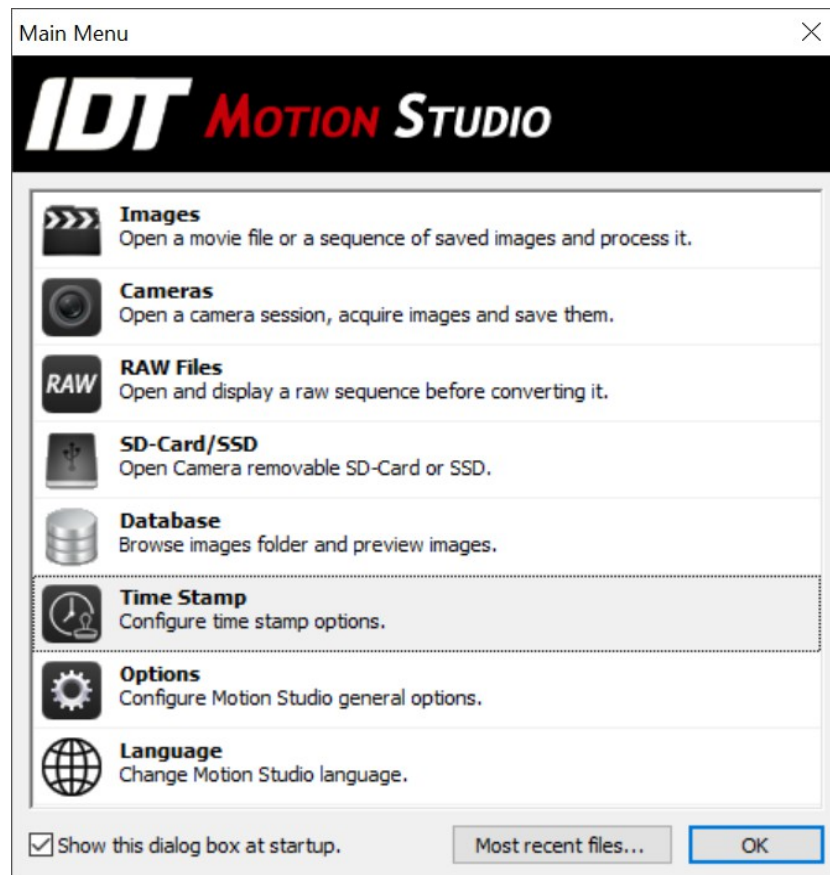 Main Menu
IDT MOTION STUDIO
Images
Open a movie file or a sequence of saved images and process it.
Cameras
Open a camera session, acquire images and save them.
RAW
RAW Files
Open and display a raw sequence before converting it.
SD-Card/SSD
Open Camera removable SD-Card or SSD.
Database
Browse images folder and preview images.
Time Stamp
Configure time stamp options.
Options
Configure Motion Studio general options.
Language
Change Motion Studio language.
Show this dialog box at startup.
Most recent files...
OK